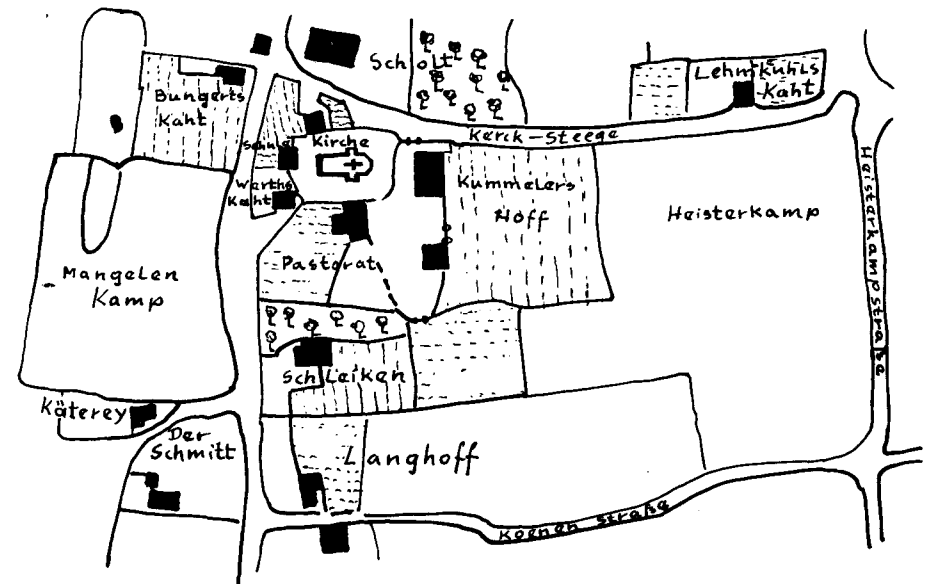 Scholt
Lehmkuhls
Kaht
Bungerts
Kaht
Kerck-Steege
Schule
Kirche
Werths
Kaht
Kummelers
Hoff
Heisterkamp
Heisterkampstraße
Pastorat
Mangelen
Kamp
Schleiken
Käterey
Der
Schmitt
Langhoff
Koenen Straße